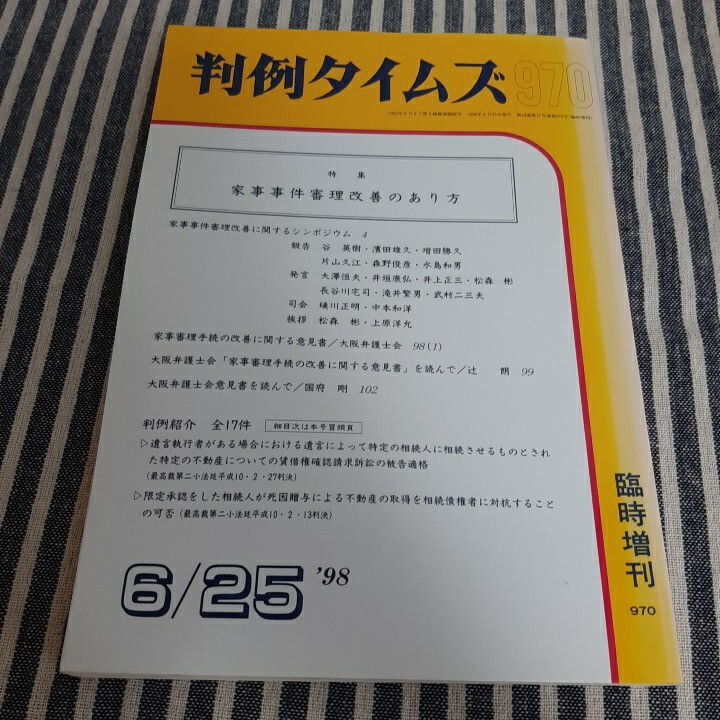 判例タイムズ970
特集
家事事件審理改善のあり方
家事事件審理改善に関するシンポジウム 4
報告 谷 英樹・濱田雄久・増田勝久
片山久江・森野俊彦・水島和男
発言 大澤恒夫・井垣康弘・井上正三・松森 彬
長谷川宅司・滝井繁男・武村二三夫
司会 礒川正明・中本和洋
挨拶 松森 彬・上原洋允
家事審理手続の改善に関する意見書/大阪弁護士会 98(1)
大阪弁護士会「家事審理手続の改善に関する意見書」を読んで/辻 朗 99
大阪弁護士会意見書を読んで/国府 剛 102
判例紹介 全17件 細目次は本号冒頭頁
▷遺言執行者がある場合における遺言によって特定の相続人に相続させるものとされ
た特定の不動産についての賃借権確認請求訴訟の被告適格
(最高裁第二小法廷平成10・2・27判決)
▷限定承認をした相続人が死因贈与による不動産の取得を相続債権者に対抗すること
の可否(最高裁第二小法廷平成10・2・13判決)
6/25 '98
臨時増刊
970